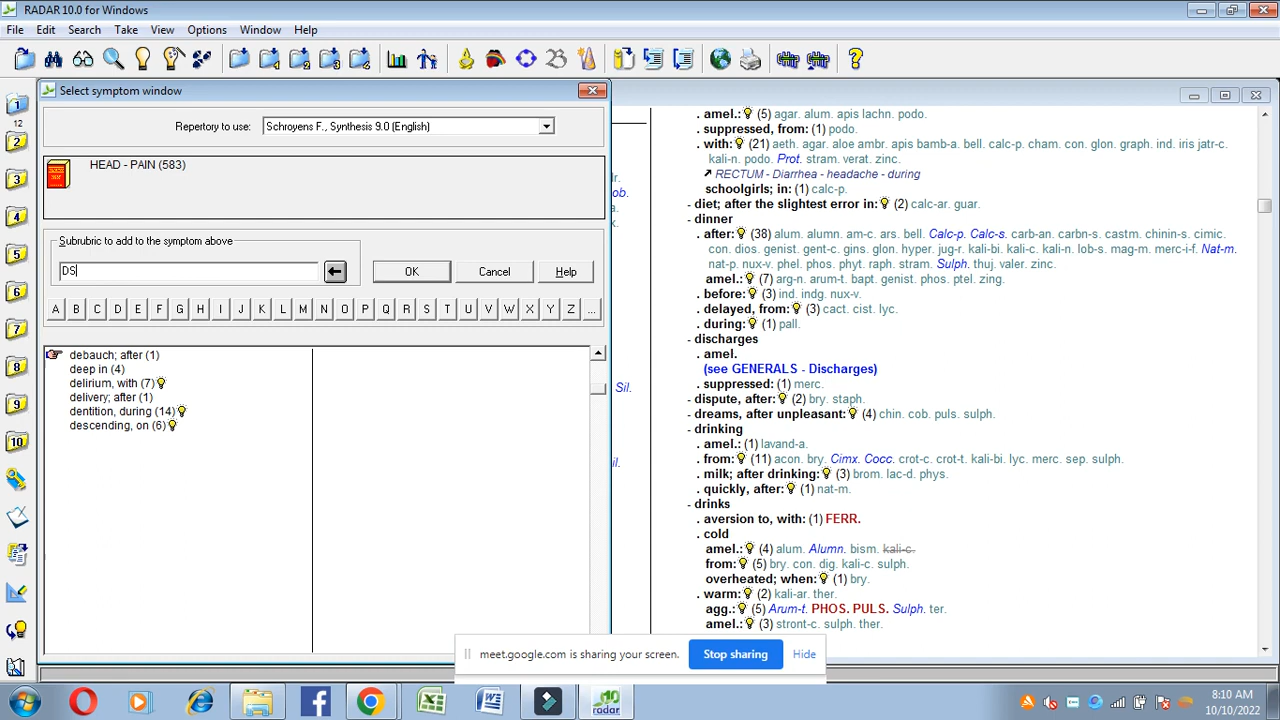 RADAR 10.0 for Windows
File Edit Search Take View Options Window Help
1
12
2
3
4
5
6
7
8
9
10
Select symptom window
Repertory to use: Schroyens F., Synthesis 9.0 (English)
HEAD - PAIN (583)
Subrubric to add to the symptom above
DS
OK Cancel Help
A B C D E F G H I J K L M N O P Q R S T U V W X Y Z ...
debauch; after (1)
deep in (4)
delirium, with (7)
delivery; after (1)
dentition, during (14)
descending, on (6)
Sil.
. amel.: (5) agar. alum. apis lachn. podo.
. suppressed, from: (1) podo.
. with: (21) aeth. agar. aloe ambr. apis bamb-a. bell. calc-p. cham. con. glon. graph. ind. iris jatr-c.
kali-n. podo. Prot. stram. verat. zinc.
RECTUM - Diarrhea - headache - during
schoolgirls; in: (1) calc-p.
- diet; after the slightest error in: (2) calc-ar. guar.
- dinner
. after: (38) alum. alumn. am-c. ars. bell. Calc-p. Calc-s. carb-an. carbn-s. castm. chinin-s. cimic.
con. dios. genist. gent-c. gins. glon. hyper. jug-r. kali-bi. kali-c. kali-n. lob-s. mag-m. merc-i-f. Nat-m.
nat-p. nux-v. phel. phos. phyt. raph. stram. Sulph. thuj. valer. zinc.
amel.: (7) arg-n. arum-t. bapt. genist. phos. ptel. zing.
. before: (3) ind. indg. nux-v.
. delayed, from: (3) cact. cist. lyc.
. during: (1) pall.
- discharges
. amel.
(see GENERALS - Discharges)
. suppressed: (1) merc.
- dispute, after: (2) bry. staph.
- dreams, after unpleasant: (4) chin. cob. puls. sulph.
- drinking
. amel.: (1) lavand-a.
. from: (11) acon. bry. Cimx. Cocc. crot-c. crot-t. kali-bi. lyc. merc. sep. sulph.
. milk; after drinking: (3) brom. lac-d. phys.
. quickly, after: (1) nat-m.
- drinks
. aversion to, with: (1) FERR.
. cold
amel.: (4) alum. Alumn. bism. kali-c.
from: (5) bry. con. dig. kali-c. sulph.
overheated; when: (1) bry.
. warm: (2) kali-ar. ther.
agg.: (5) Arum-t. PHOS. PULS. Sulph. ter.
amel.: (3) stront-c. sulph. ther.
meet.google.com is sharing your screen. Stop sharing Hide
10
radar
8:10 AM
10/10/2022